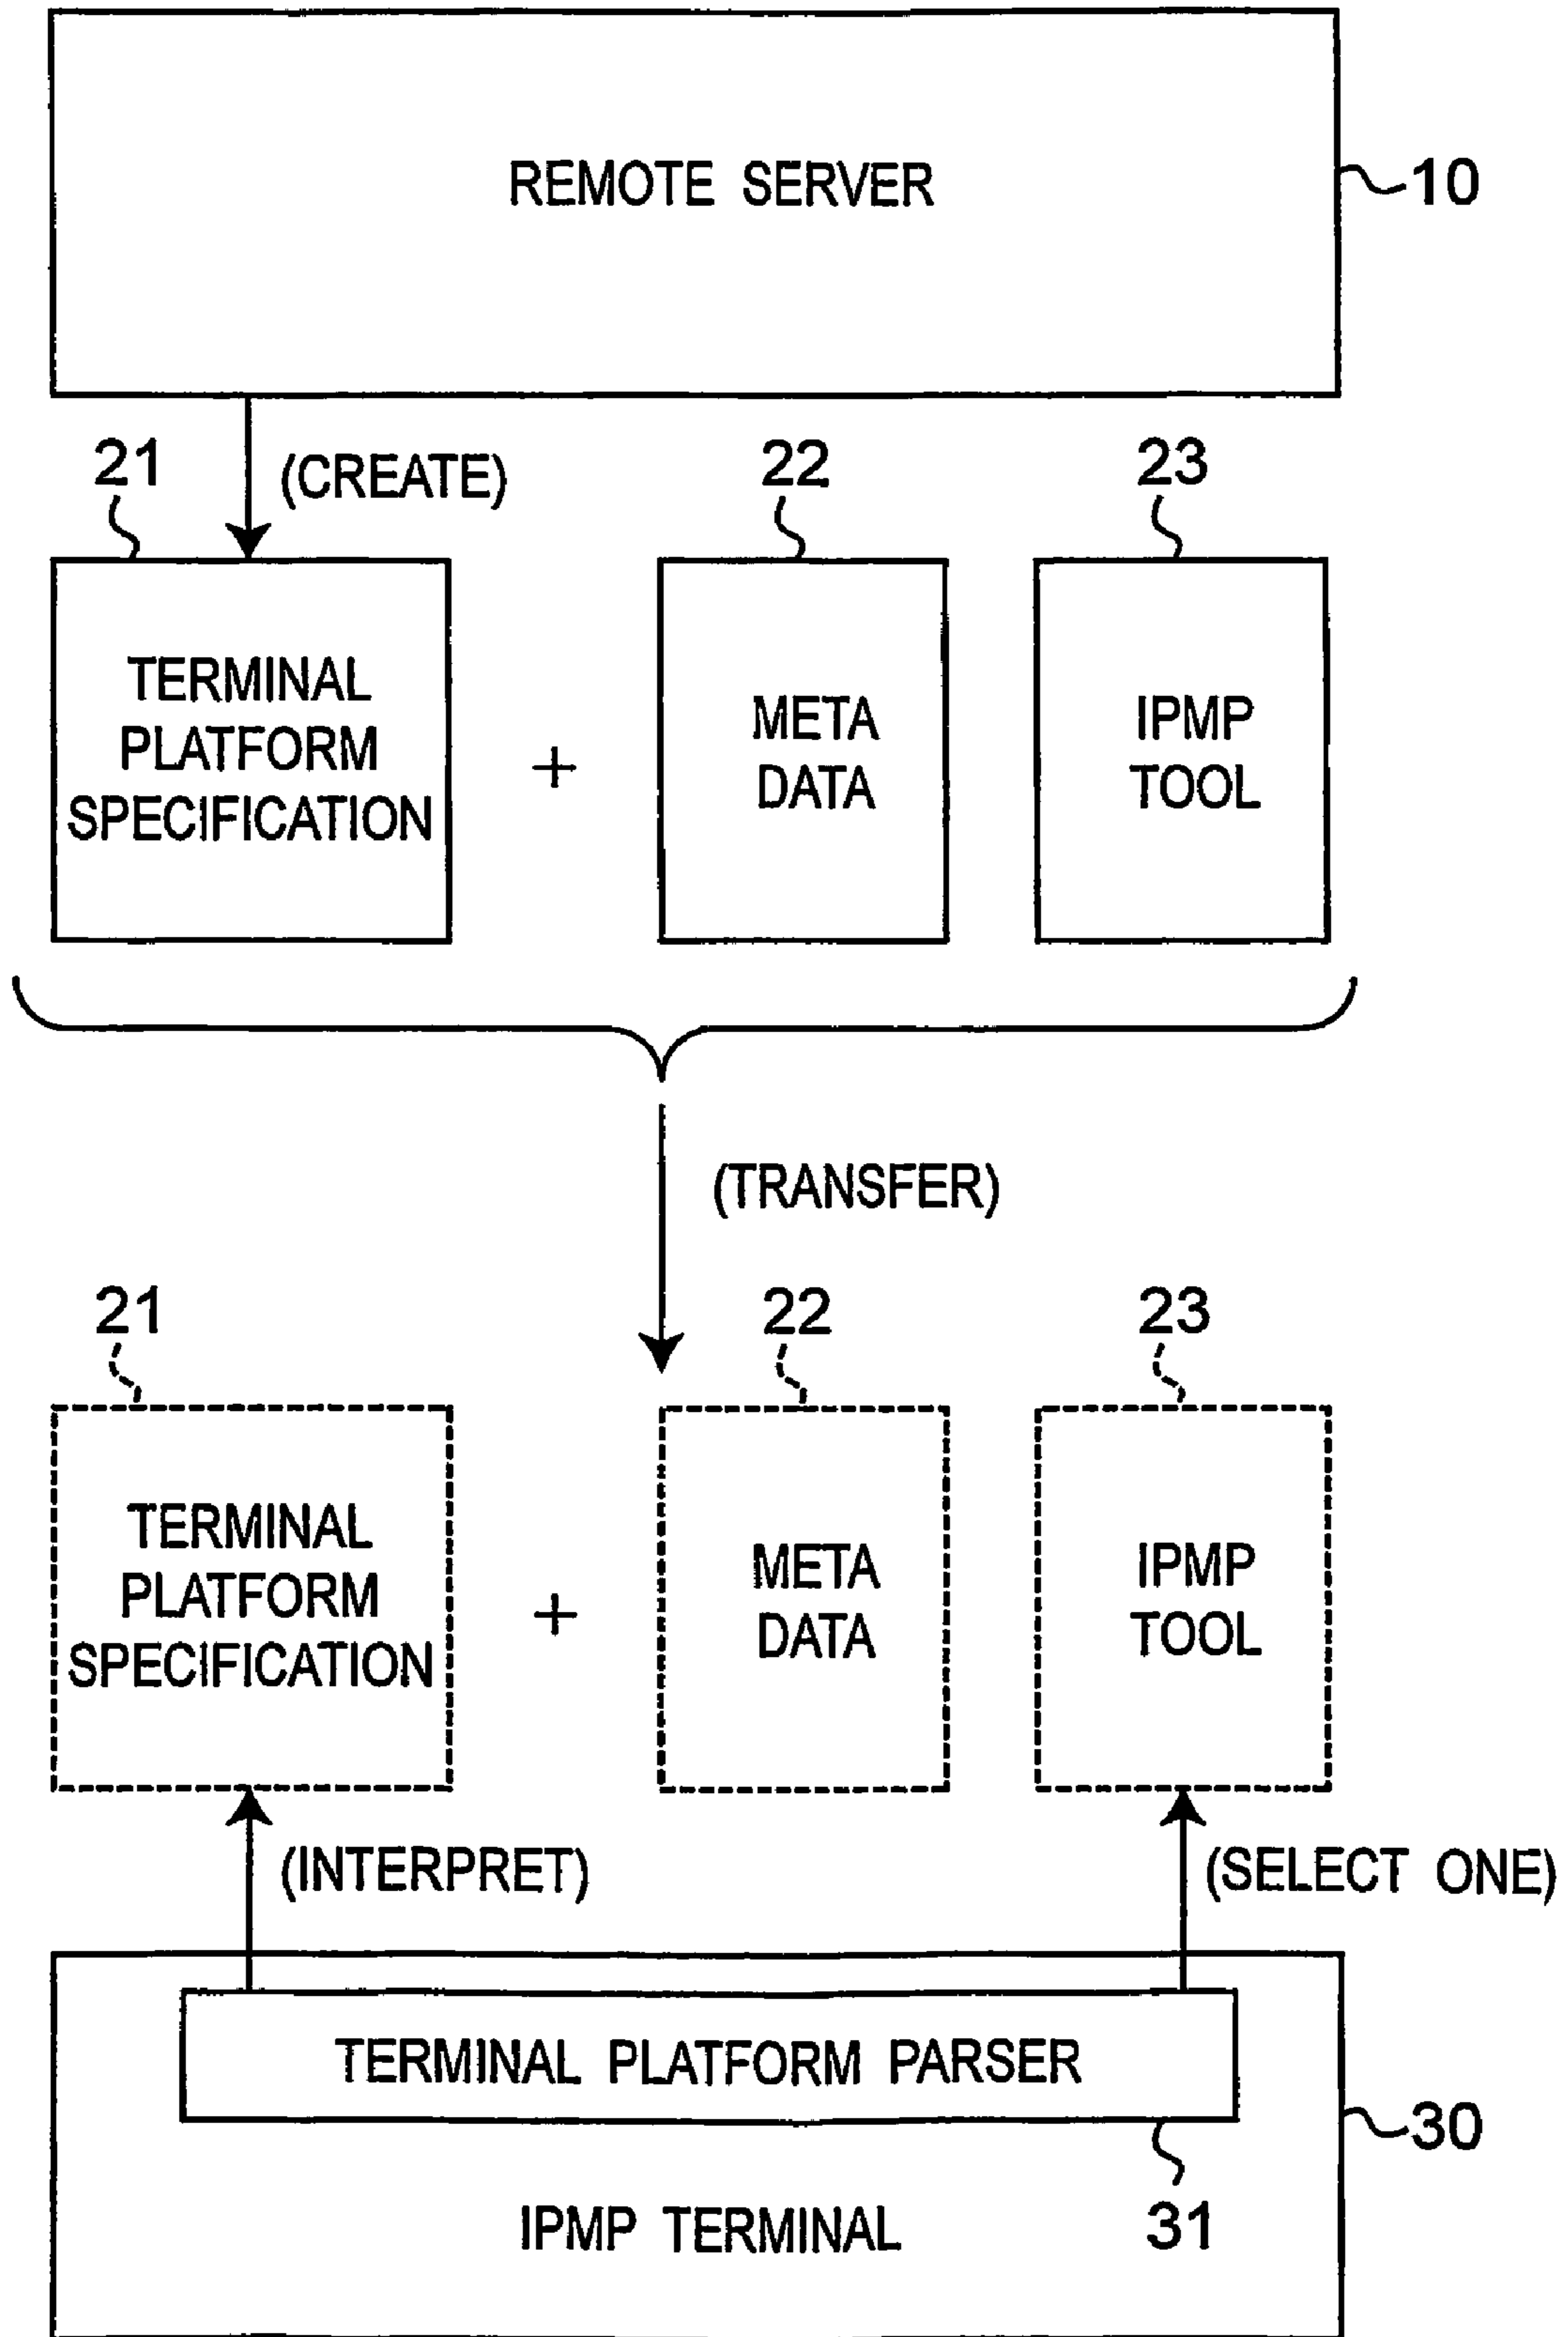 REMOTE SERVER
10
21
(CREATE)
22
23
TERMINAL
PLATFORM
SPECIFICATION
+
META
DATA
IPMP
TOOL
(TRANSFER)
21
22
23
TERMINAL
PLATFORM
SPECIFICATION
+
META
DATA
IPMP
TOOL
(INTERPRET)
(SELECT ONE)
TERMINAL PLATFORM PARSER
30
31
IPMP TERMINAL